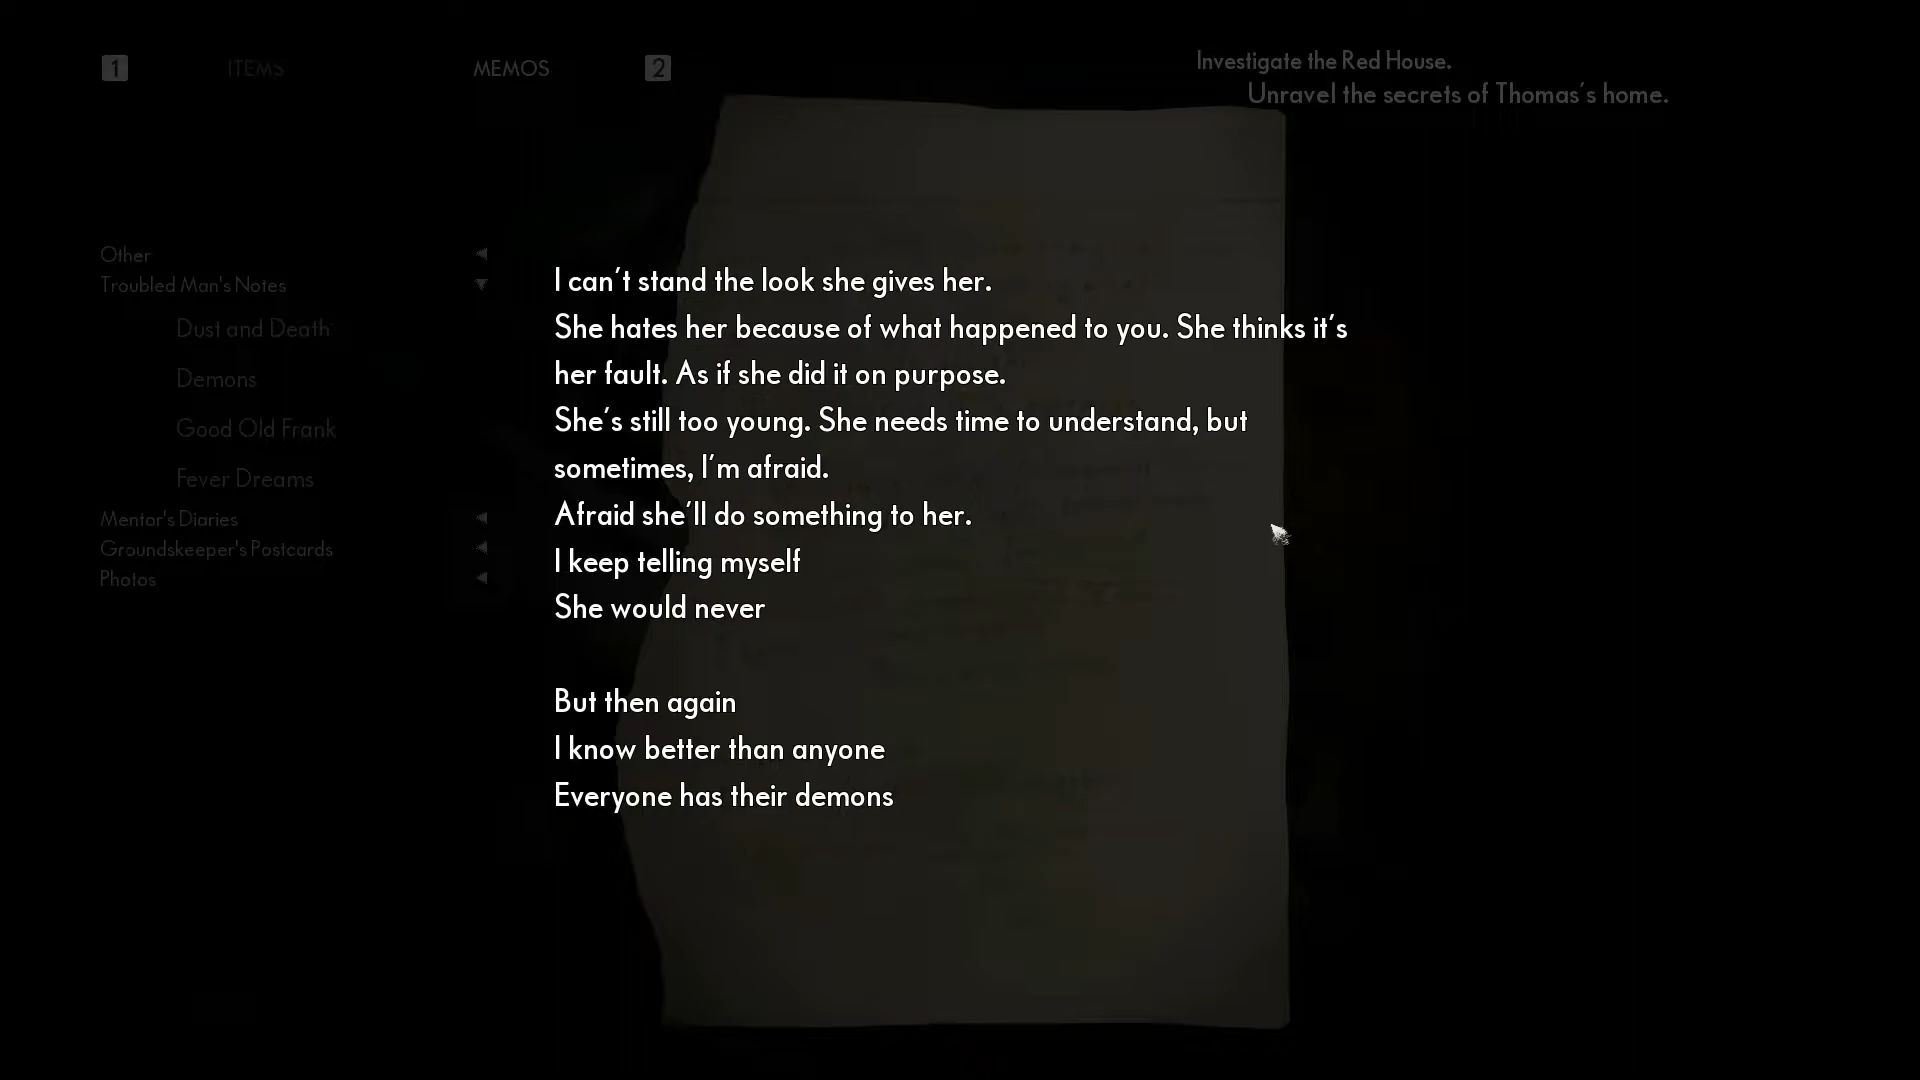 1 ITEMS MEMOS 2
Investigate the Red House.
Unravel the secrets of Thomas's home.
Other
Troubled Man's Notes
Dust and Death
Demons
Good Old Frank
Fever Dreams
Mentor's Diaries
Groundskeeper's Postcards
Photos
I can't stand the look she gives her.
She hates her because of what happened to you. She thinks it's
her fault. As if she did it on purpose.
She's still too young. She needs time to understand, but
sometimes, I'm afraid.
Afraid she'll do something to her.
I keep telling myself
She would never
But then again
I know better than anyone
Everyone has their demons